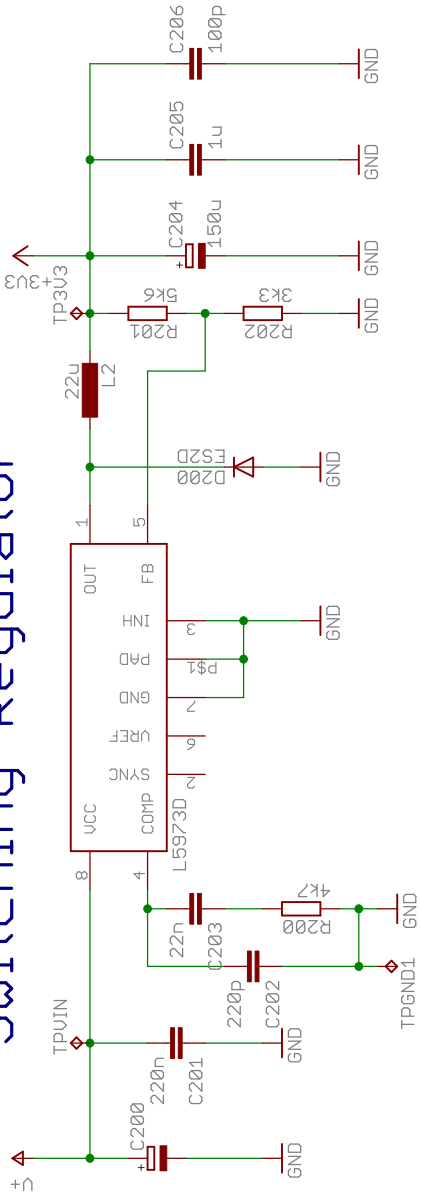 Switching Regulator
V+
+3V3
TPVIN
TP3V3
TPGND1
C200
220n
C201
220p
C202
22n
C203
R200
4k7
L5973D
VCC
8
COMP
4
SYNC
2
VREF
6
GND
7
PAD
P$1
INH
3
OUT
1
FB
5
22u
L2
D200
ES2D
R201
5k6
R202
3k3
C204
150u
C205
1u
C206
100p
+
+
GND
GND
GND
GND
GND
GND
GND
GND
GND